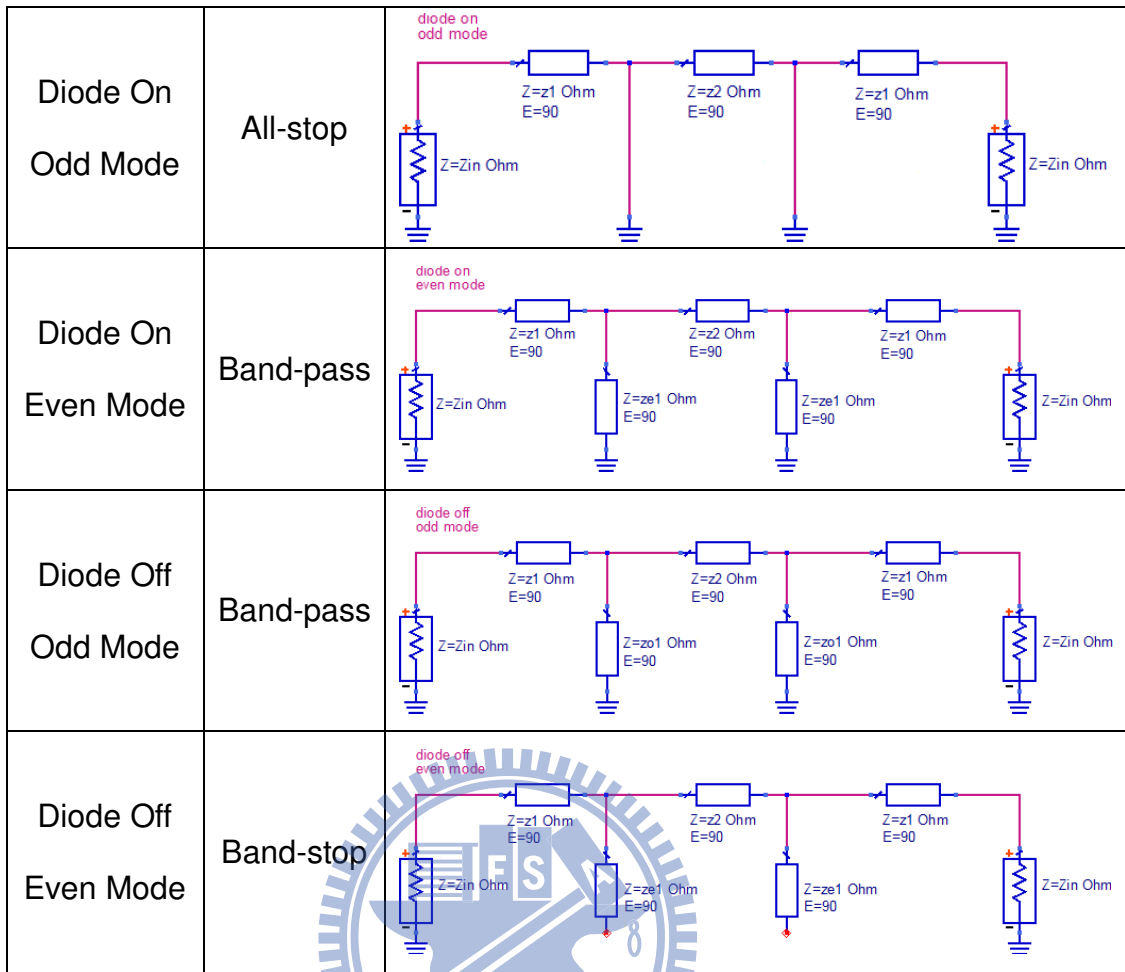 Diode On
Odd Mode
All-stop
diode on
odd mode
Z=z1 Ohm
E=90
Z=z2 Ohm
E=90
Z=z1 Ohm
E=90
+
Z=Zin Ohm
-
+
Z=Zin Ohm
-
Diode On
Even Mode
Band-pass
diode on
even mode
Z=z1 Ohm
E=90
Z=z2 Ohm
E=90
Z=z1 Ohm
E=90
+
Z=Zin Ohm
-
Z=ze1 Ohm
E=90
Z=ze1 Ohm
E=90
+
Z=Zin Ohm
-
Diode Off
Odd Mode
Band-pass
diode off
odd mode
Z=z1 Ohm
E=90
Z=z2 Ohm
E=90
Z=z1 Ohm
E=90
+
Z=Zin Ohm
-
Z=zo1 Ohm
E=90
Z=zo1 Ohm
E=90
+
Z=Zin Ohm
-
Diode Off
Even Mode
Band-stop
diode off
even mode
Z=z1 Ohm
E=90
Z=z2 Ohm
E=90
Z=z1 Ohm
E=90
+
Z=Zin Ohm
-
Z=ze1 Ohm
E=90
Z=ze1 Ohm
E=90
+
Z=Zin Ohm
-
ES
8